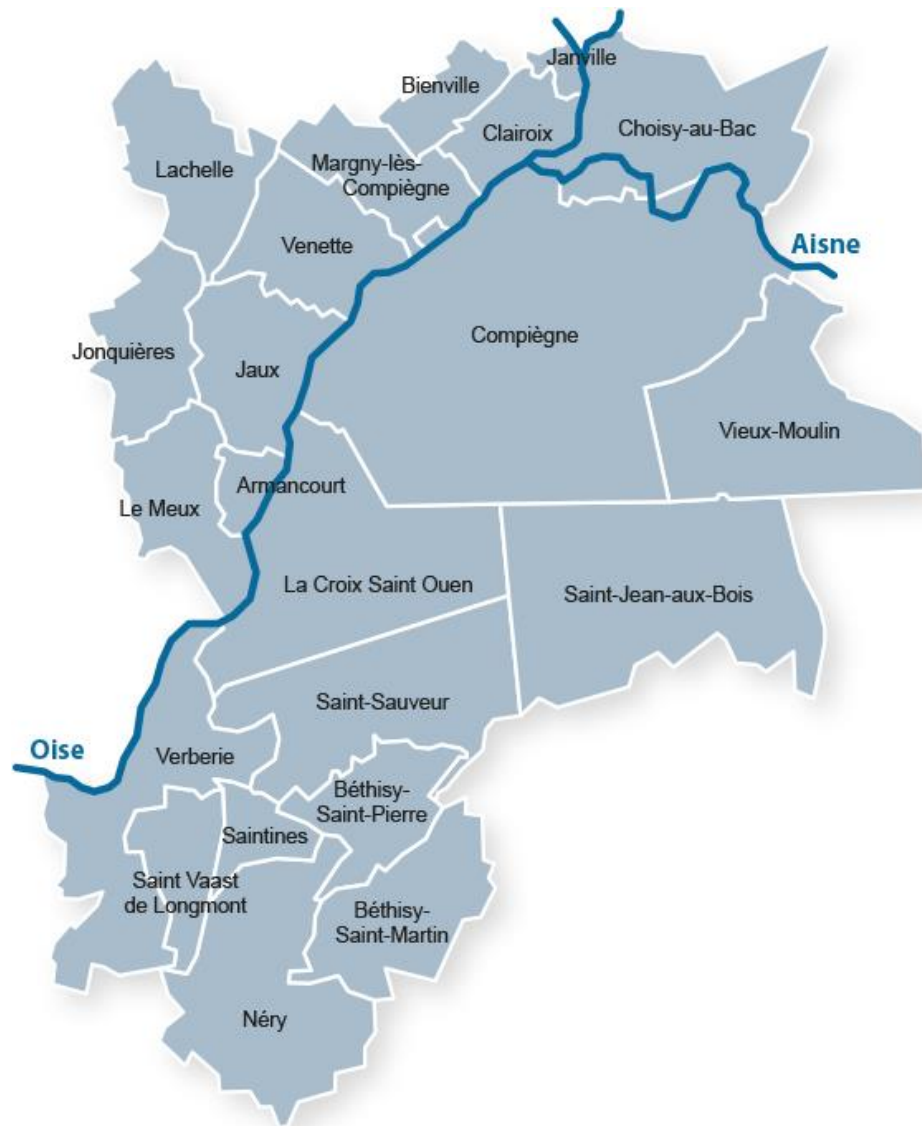 Janville
Bienville
Clairoix
Choisy-au-Bac
Margny-lès-
Compiègne
Lachelle
Venette
Aisne
Compiègne
Jonquières
Jaux
Vieux-Moulin
Armancourt
Le Meux
La Croix Saint Ouen
Saint-Jean-aux-Bois
Saint-Sauveur
Oise
Verberie
Béthisy-
Saint-Pierre
Saintines
Saint Vaast
de Longmont
Béthisy-
Saint-Martin
Néry